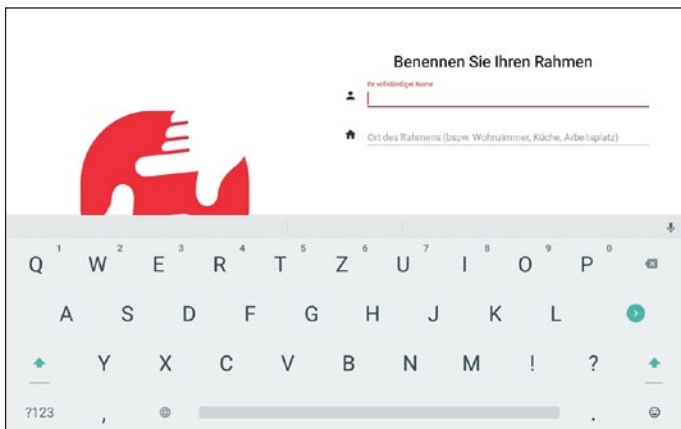 Benennen Sie Ihren Rahmen
Ihr vollständiger Name
Ort des Rahmens (bspw. Wohnzimmer, Küche, Arbeitsplatz)
1 2 3 4 5 6 7 8 9 0
Q W E R T Z U I O P
A S D F G H J K L
Y X C V B N M ! ?
?123 , .